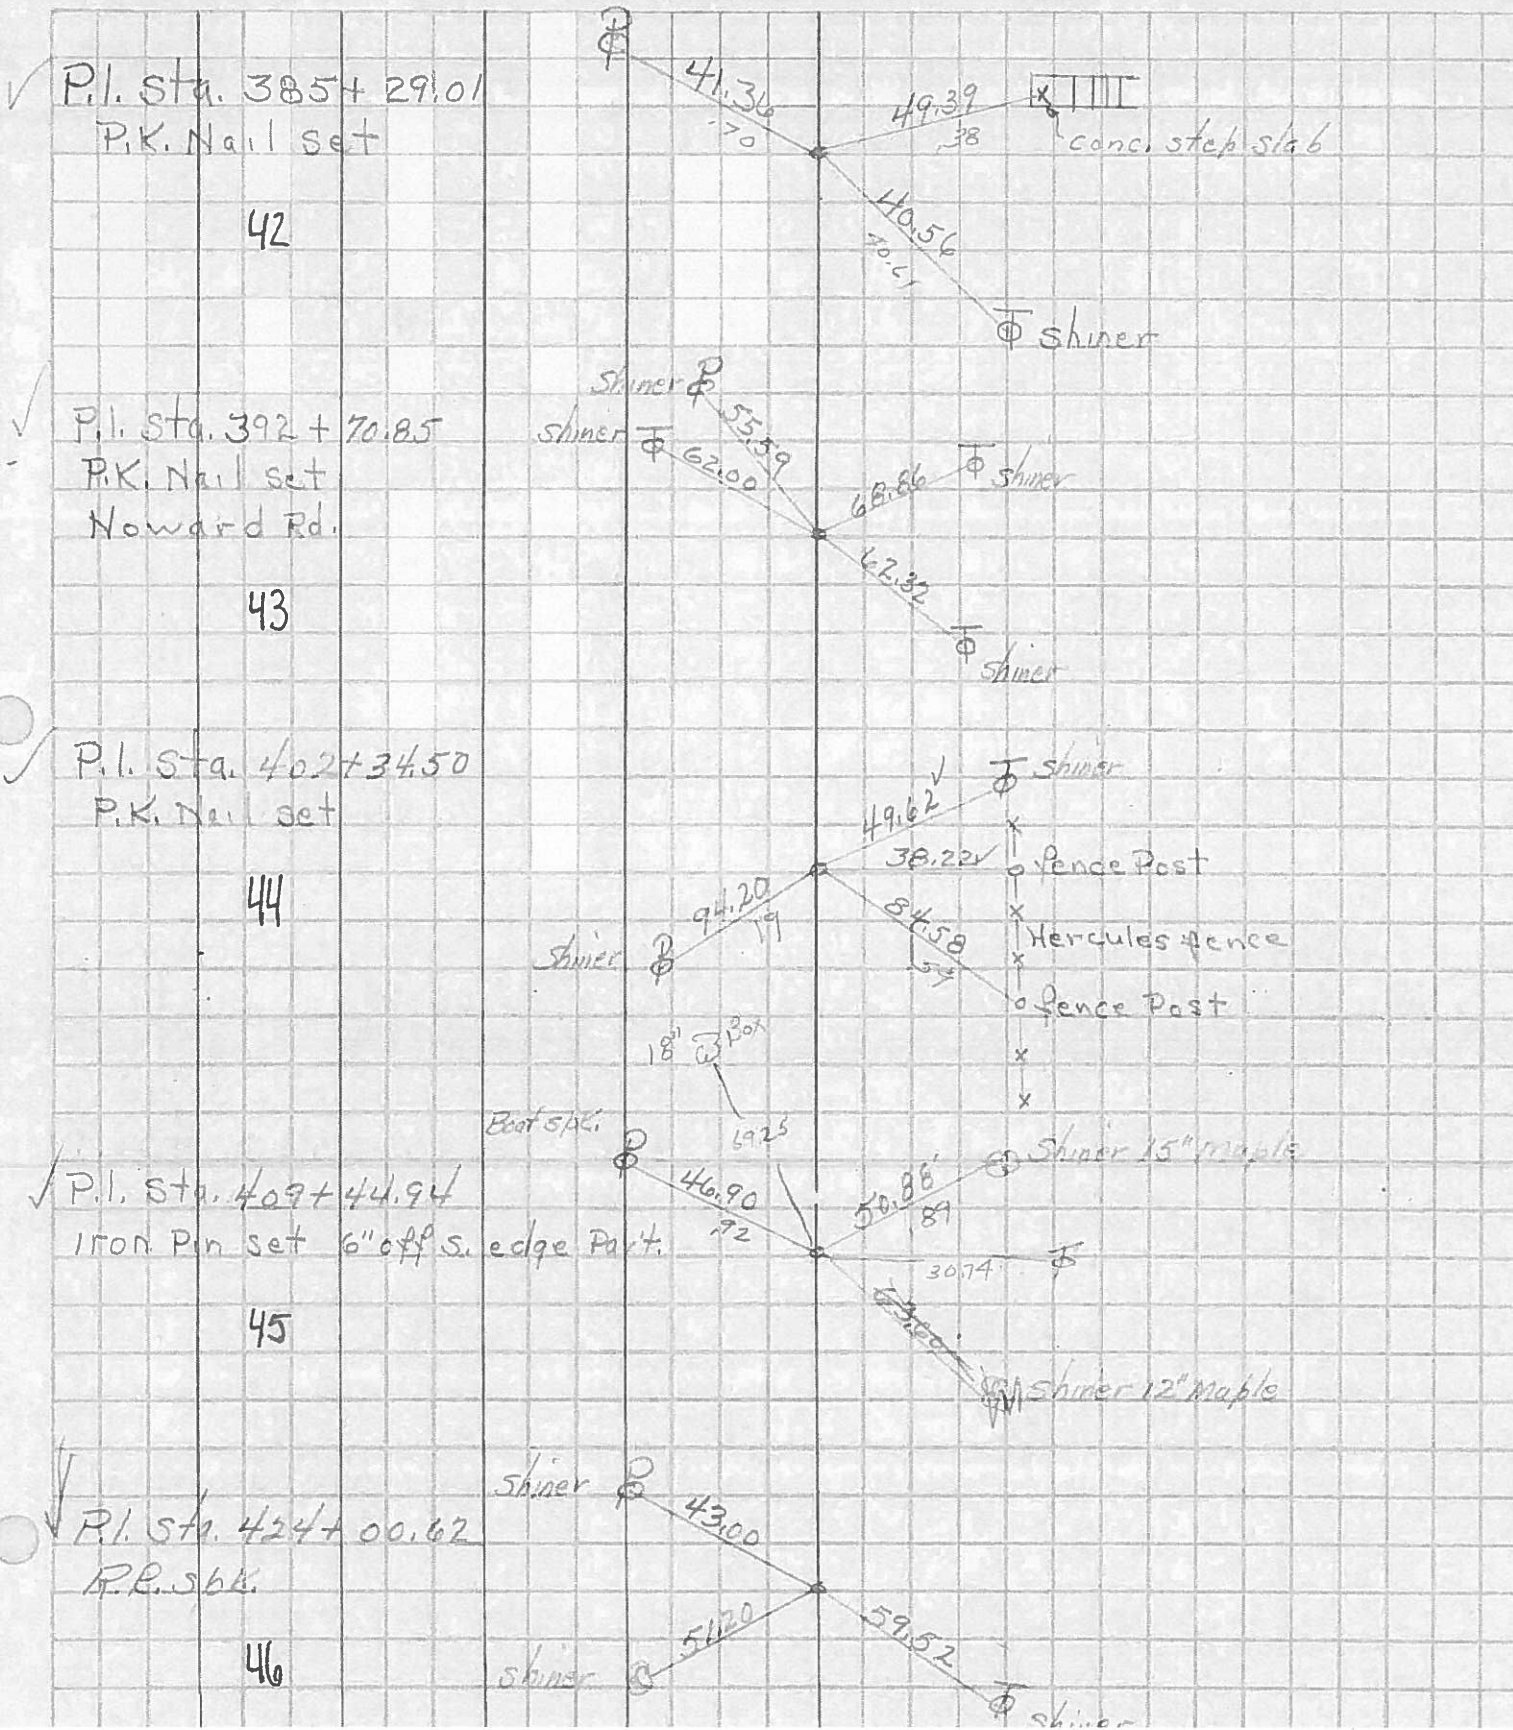 P.I. Sta. 385+29.01
P.K. Nail set
42
41.36
.70
49.39
.38
conc. step slab
40.56
shiner
P.I. Sta. 392+70.85
P.K. Nail set
Noward Rd.
43
shiner
shiner
55.59
62.00
68.86
shiner
62.32
shiner
P.I. Sta. 402+34.50
P.K. Nail set
44
49.62
shiner
38.22
fence Post
94.20
19
84.58
Hercules fence
shiner
fence Post
18" Box
69.25
P.I. Sta. 409+44.94
Iron Pin set 6" off S. edge
45
46.90
.92
50.88'
89
Shiner 15" Maple
30.74
63.60
shiner 12" Maple
P.I. Sta. 424+00.62
46
shiner
43.00
51.20
shiner
59.52
shiner